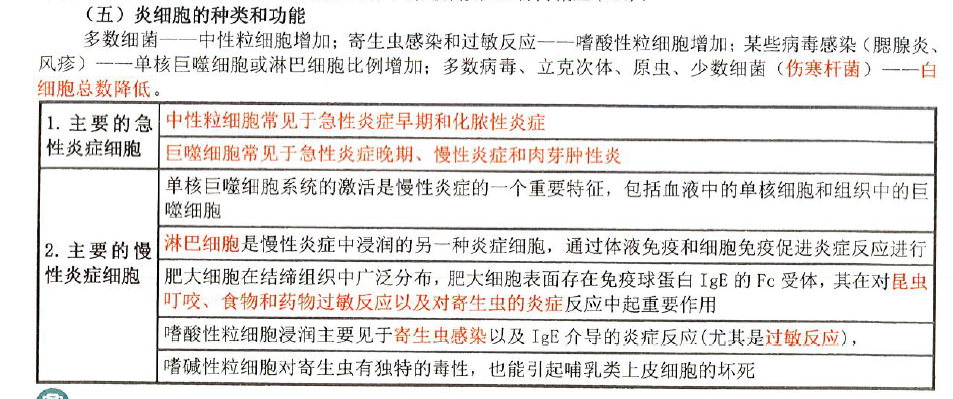 (五）炎细胞的种类和功能
多数细菌——中性粒细胞增加；寄生虫感染和过敏反应——嗜酸性粒细胞增加；某些病毒感染（腮腺炎、
风疹）——单核巨噬细胞或淋巴细胞比例增加；多数病毒、立克次体、原虫、少数细菌（伤寒杆菌）——白
细胞总数降低。
1. 主要的急
性炎症细胞
中性粒细胞常见于急性炎症早期和化脓性炎症
巨噬细胞常见于急性炎症晚期、慢性炎症和肉芽肿性炎
2. 主要的慢
性炎症细胞
单核巨噬细胞系统的激活是慢性炎症的一个重要特征，包括血液中的单核细胞和组织中的巨
噬细胞
淋巴细胞是慢性炎症中浸润的另一种炎症细胞，通过体液免疫和细胞免疫促进炎症反应进行
肥大细胞在结缔组织中广泛分布，肥大细胞表面存在免疫球蛋白 IgE 的 Fc 受体，其在对昆虫
叮咬、食物和药物过敏反应以及对寄生虫的炎症反应中起重要作用
嗜酸性粒细胞浸润主要见于寄生虫感染以及 IgE 介导的炎症反应(尤其是过敏反应)，
嗜碱性粒细胞对寄生虫有独特的毒性，也能引起哺乳类上皮细胞的坏死